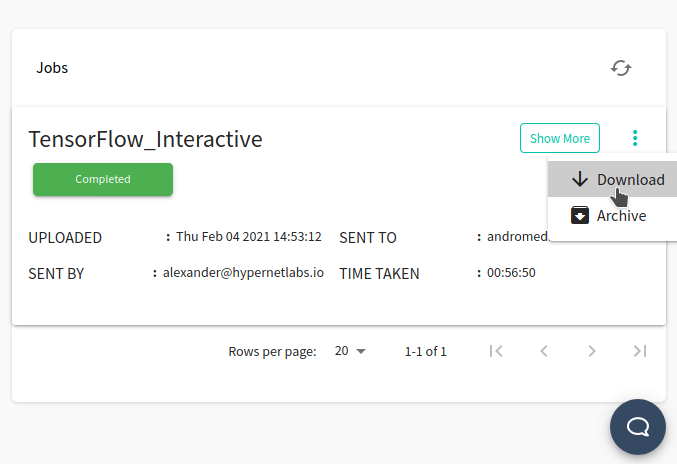 Jobs
TensorFlow_Interactive
Show More
Completed
Download
Archive
UPLOADED : Thu Feb 04 2021 14:53:12 SENT TO :
SENT BY : alexander@hypernetlabs.io TIME TAKEN : 00:56:50
Rows per page: 20 1-1 of 1